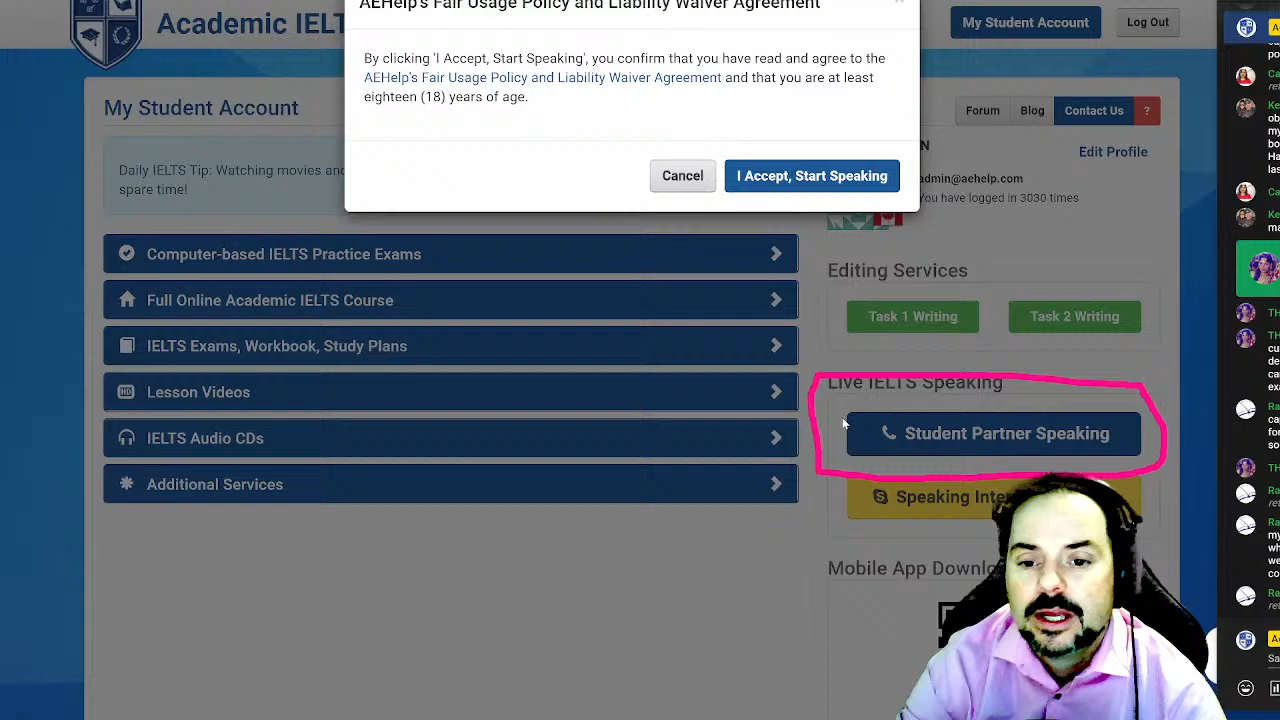 AEHelp's Fair Usage Policy and Liability Waiver Agreement
Academic IELT
My Student Account
Log Out
By clicking 'I Accept, Start Speaking', you confirm that you have read and agree to the
AEHelp's Fair Usage Policy and Liability Waiver Agreement and that you are at least
eighteen (18) years of age.
Cancel
I Accept, Start Speaking
My Student Account
Forum
Blog
Contact Us
?
Daily IELTS Tip: Watching movies and
spare time!
N
Edit Profile
admin@aehelp.com
You have logged in 3030 times
Computer-based IELTS Practice Exams
Full Online Academic IELTS Course
IELTS Exams, Workbook, Study Plans
HD Lesson Videos
IELTS Audio CDs
Additional Services
Editing Services
Task 1 Writing
Task 2 Writing
Live IELTS Speaking
Student Partner Speaking
Speaking Inte
Mobile App Downlo